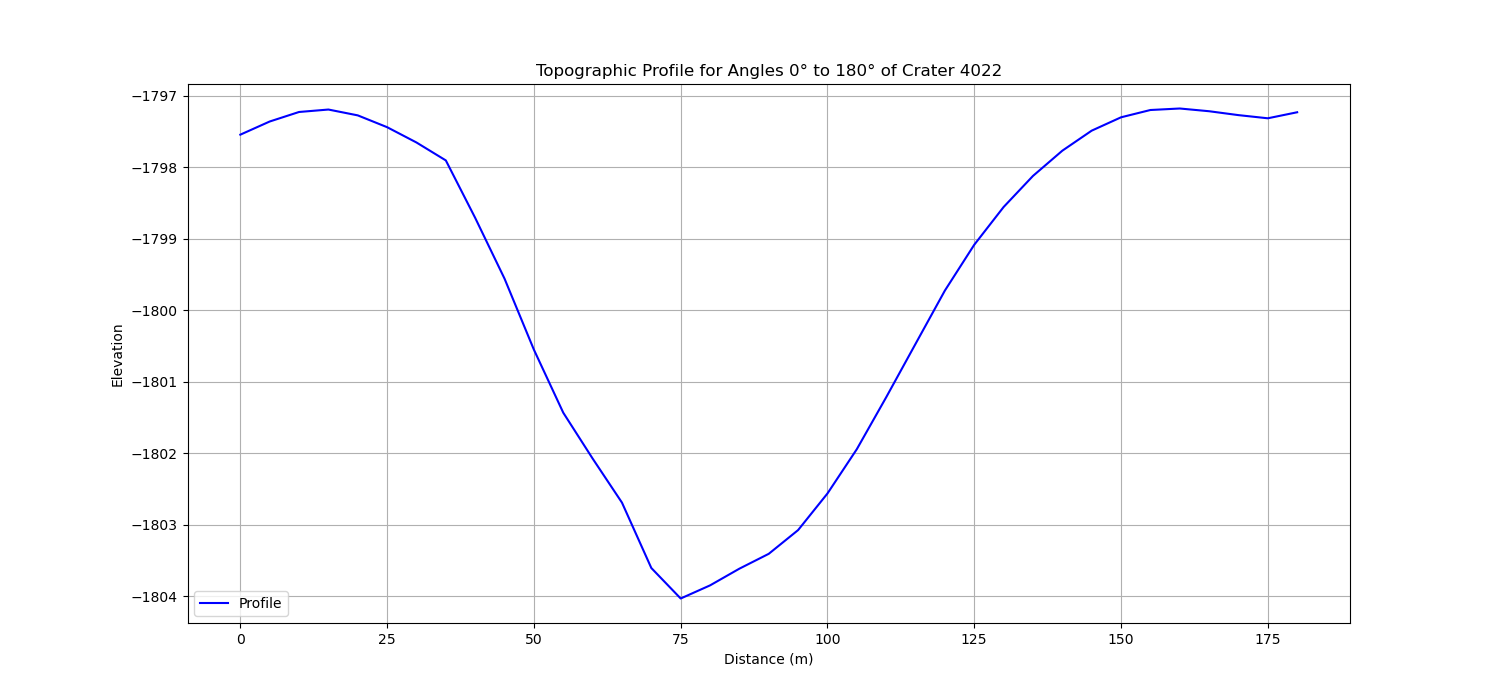 Topographic Profile for Angles 0° to 180° of Crater 4022
−1797
−1798
−1799
−1800
−1801
−1802
−1803
−1804
Elevation
Profile
0 25 50 75 100 125 150 175
Distance (m)